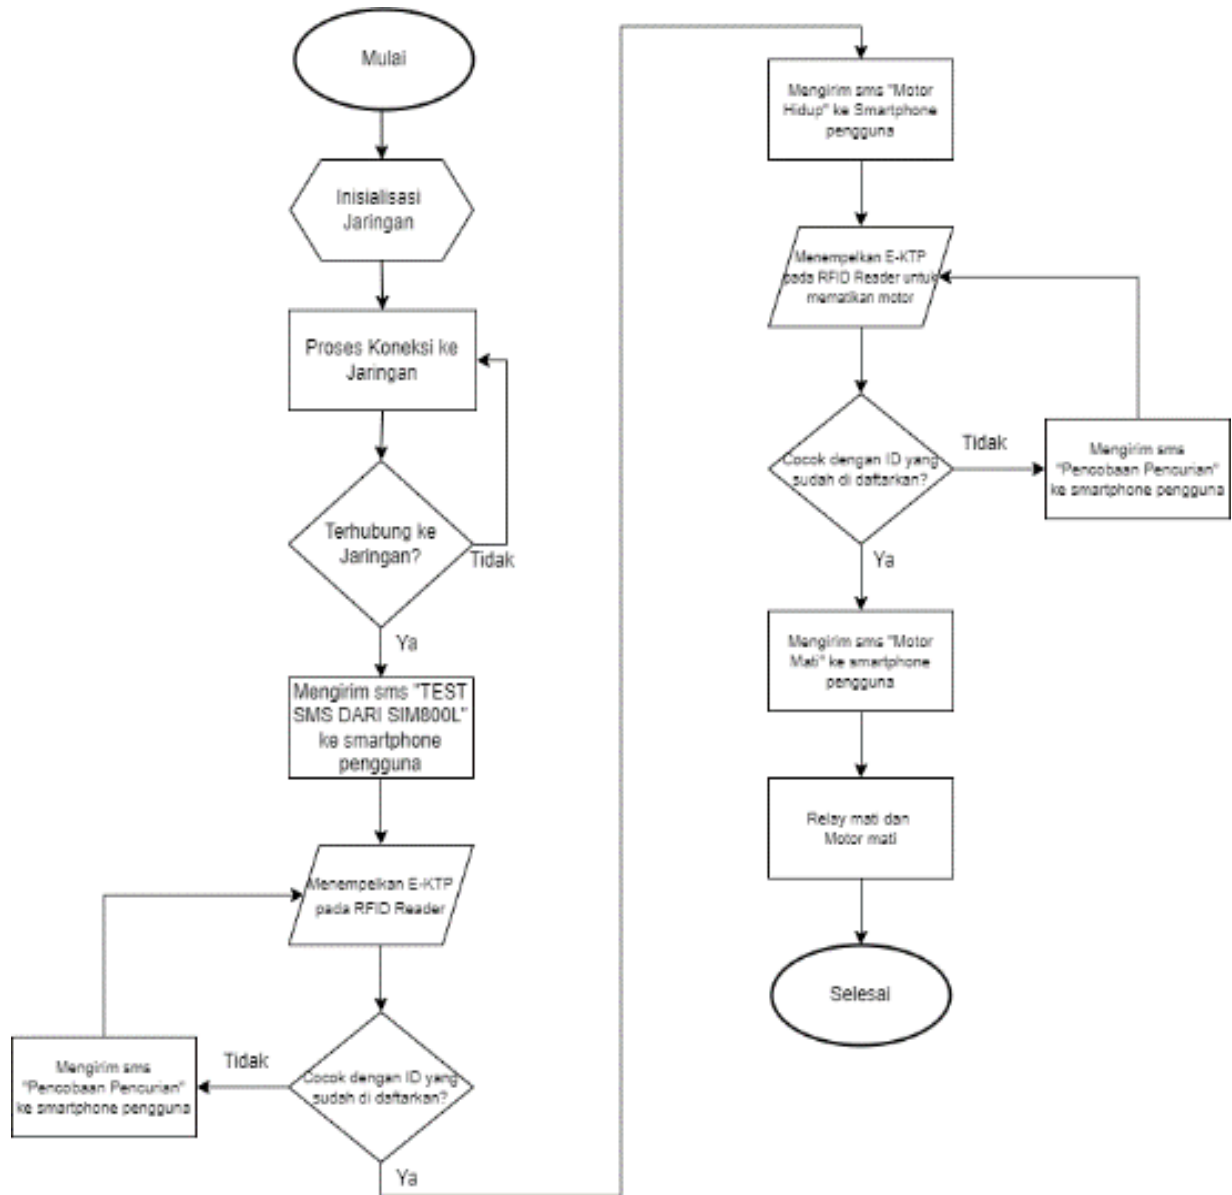 Mulai
Inisialisasi
Jaringan
Proses Koneksi ke
Jaringan
Terhubung ke
Jaringan?
Tidak
Ya
Mengirim sms "TEST
SMS DARI SIM800L"
ke smartphone
pengguna
Menempelkan E-KTP
pada RFID Reader
Cocok dengan ID yang
sudah di daftarkan?
Tidak
Mengirim sms
"Pencobaan Pencurian"
ke smartphone pengguna
Ya
Mengirim sms "Motor
Hidup" ke Smartphone
pengguna
Menempelkan E-KTP
pada RFID Reader untuk
mematikan motor
Cocok dengan ID yang
sudah di daftarkan?
Tidak
Mengirim sms
"Pencobaan Pencurian"
ke smartphone pengguna
Ya
Mengirim sms "Motor
Mati" ke smartphone
pengguna
Relay mati dan
Motor mati
Selesai